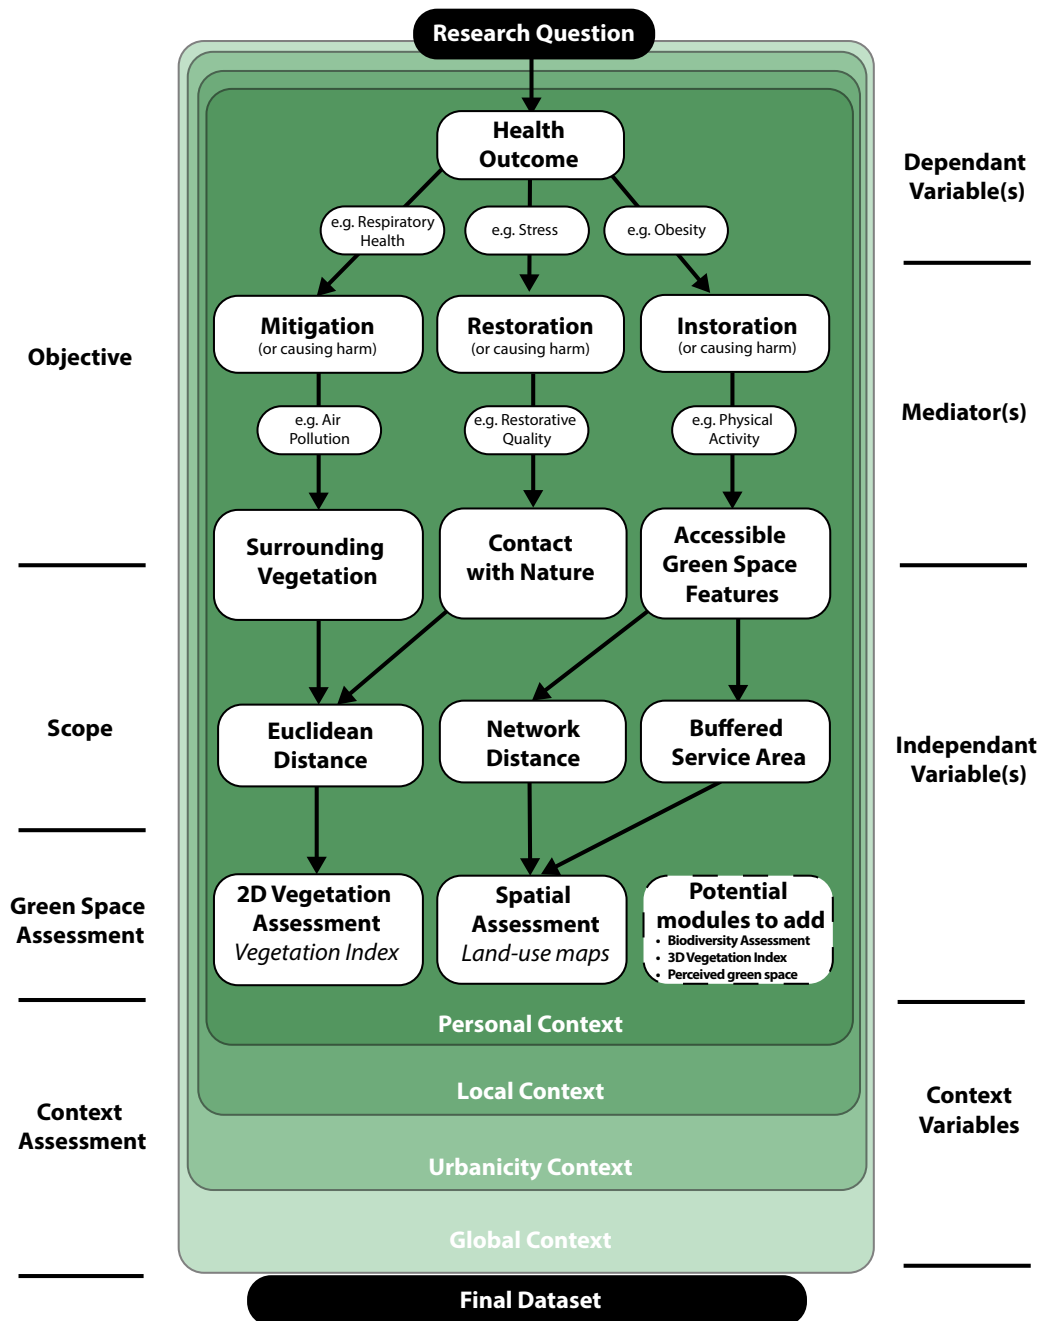 Research Question
Health
Outcome
Dependant
Variable(s)
e.g. Respiratory
Health
e.g. Stress
e.g. Obesity
Objective
Mitigation
(or causing harm)
Restoration
(or causing harm)
Instoration
(or causing harm)
Mediator(s)
e.g. Air
Pollution
e.g. Restorative
Quality
e.g. Physical
Activity
Surrounding
Vegetation
Contact
with Nature
Accessible
Green Space
Features
Scope
Euclidean
Distance
Network
Distance
Buffered
Service Area
Independant
Variable(s)
Green Space
Assessment
2D Vegetation
Assessment
Vegetation Index
Spatial
Assessment
Land-use maps
Potential
modules to add
• Biodiversity Assessment
• 3D Vegetation Index
• Perceived green space
Personal Context
Local Context
Context
Assessment
Context
Variables
Urbanicity Context
Global Context
Final Dataset